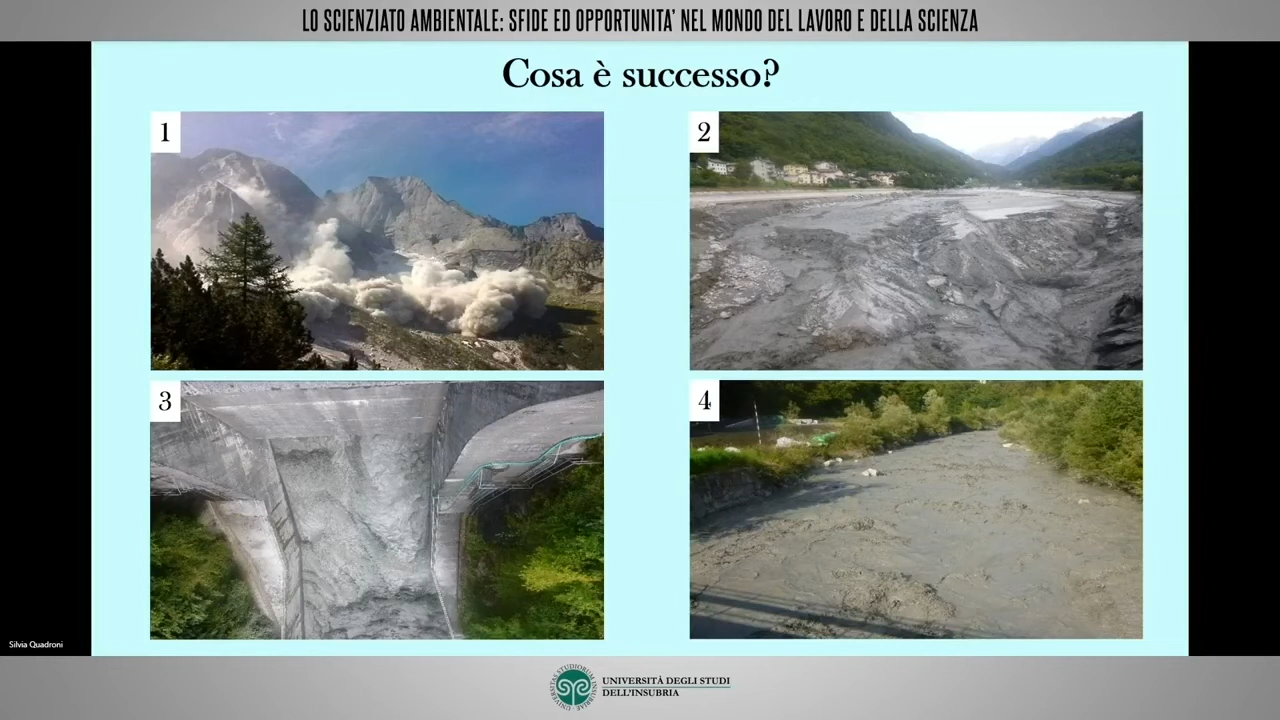 LO SCIENZIATO AMBIENTALE: SFIDE ED OPPORTUNITA' NEL MONDO DEL LAVORO E DELLA SCIENZA
Cosa è successo?
1
2
3
4
Silvia Quadroni
UNIVERSITÀ DEGLI STUDI
DELL'INSUBRIA